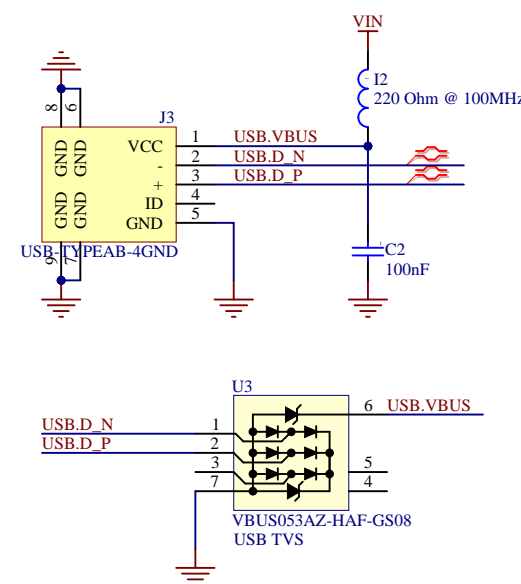 VIN
I2
220 Ohm @ 100MHz
J3
8
6
GND
GND
VCC
1
USB.VBUS
-
2
USB.D_N
+
3
USB.D_P
ID
4
GND
GND
GND
5
9
7
USB-TYPEAB-4GND
C2
100nF
U3
6
USB.VBUS
USB.D_N
1
USB.D_P
2
3
5
7
4
VBUS053AZ-HAF-GS08
USB TVS